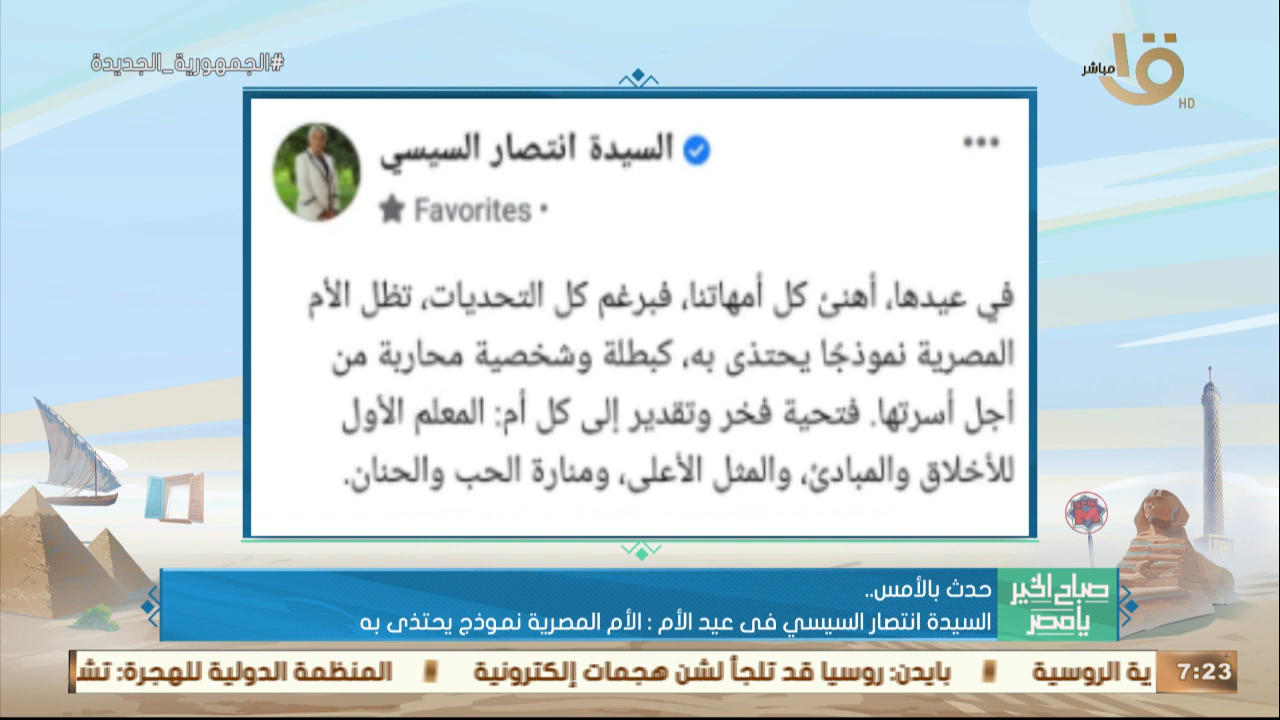 #الجمهورية_الجديدة
مباشر
HD
السيدة انتصار السيسي
Favorites •
في عيدها، أهنئ كل أمهاتنا، فبرغم كل التحديات، تظل الأم
المصرية نموذجًا يحتذى به، كبطلة وشخصية محاربة من
أجل أسرتها. فتحية فخر وتقدير إلى كل أم: المعلم الأول
للأخلاق والمبادئ، والمثل الأعلى، ومنارة الحب والحنان.
صباح الخير
يا مصر
حدث بالأمس..
السيدة انتصار السيسي فى عيد الأم : الأم المصرية نموذج يحتذى به
7:23
ية الروسية
بايدن: روسيا قد تلجأ لشن هجمات إلكترونية
المنظمة الدولية للهجرة: تش